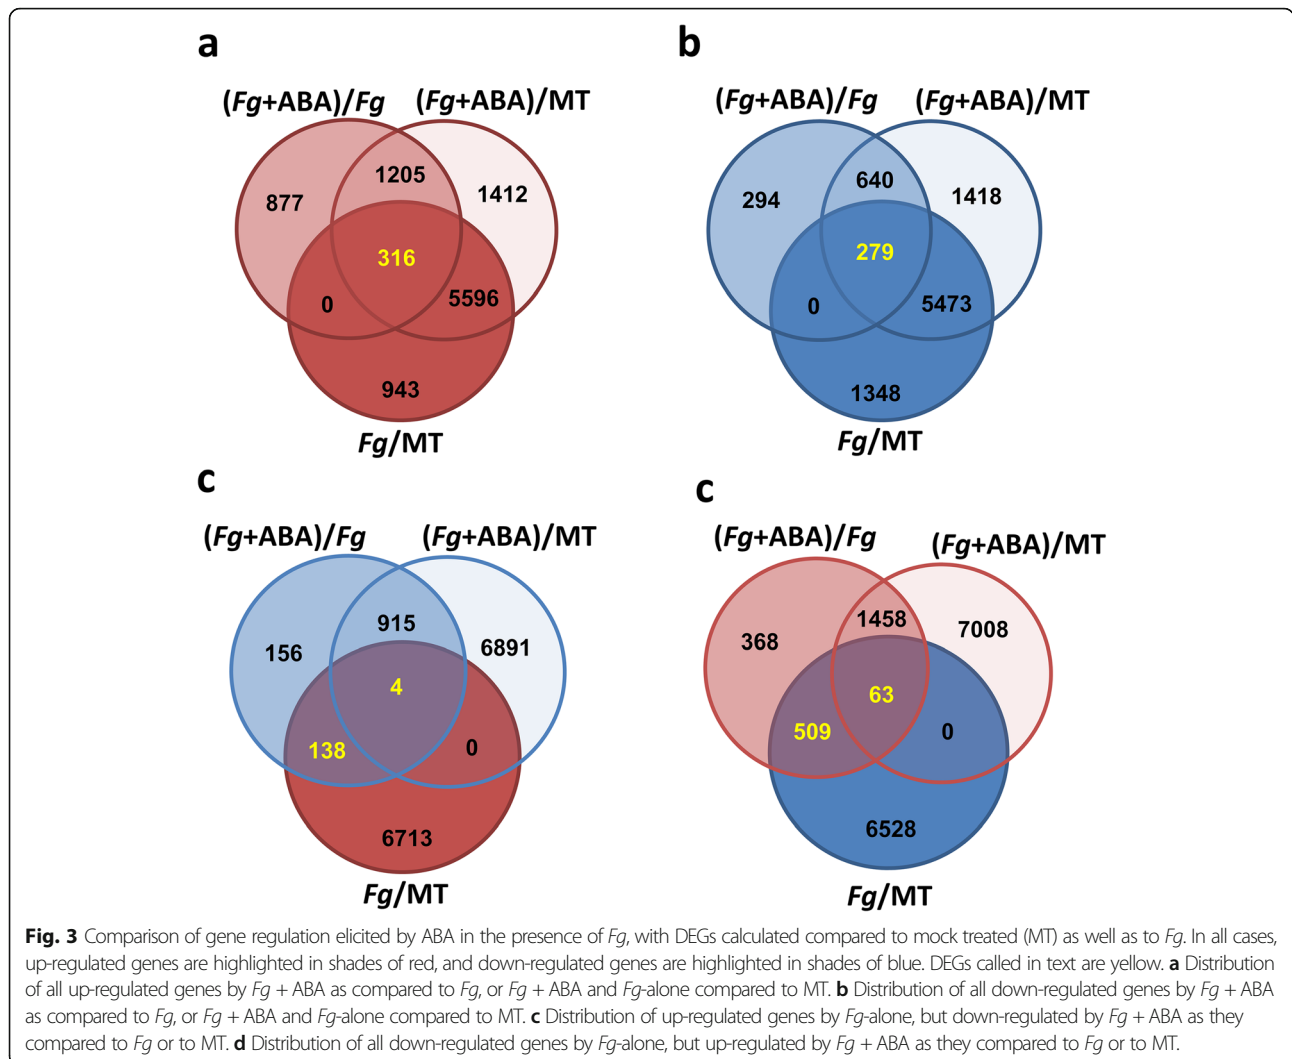 a
(Fg+ABA)/Fg
(Fg+ABA)/MT
877
1205
1412
316
0
5596
943
Fg/MT
b
(Fg+ABA)/Fg
(Fg+ABA)/MT
294
640
1418
279
0
5473
1348
Fg/MT
c
(Fg+ABA)/Fg
(Fg+ABA)/MT
156
915
6891
4
138
0
6713
Fg/MT
c
(Fg+ABA)/Fg
(Fg+ABA)/MT
368
1458
7008
63
509
0
6528
Fg/MT
Fig. 3 Comparison of gene regulation elicited by ABA in the presence of Fg, with DEGs calculated compared to mock treated (MT) as well as to Fg. In all cases,
up-regulated genes are highlighted in shades of red, and down-regulated genes are highlighted in shades of blue. DEGs called in text are yellow. a Distribution
of all up-regulated genes by Fg + ABA as compared to Fg, or Fg + ABA and Fg-alone compared to MT. b Distribution of all down-regulated genes by Fg + ABA
as compared to Fg, or Fg + ABA and Fg-alone compared to MT. c Distribution of up-regulated genes by Fg-alone, but down-regulated by Fg + ABA as they
compared to Fg or to MT. d Distribution of all down-regulated genes by Fg-alone, but up-regulated by Fg + ABA as they compared to Fg or to MT.